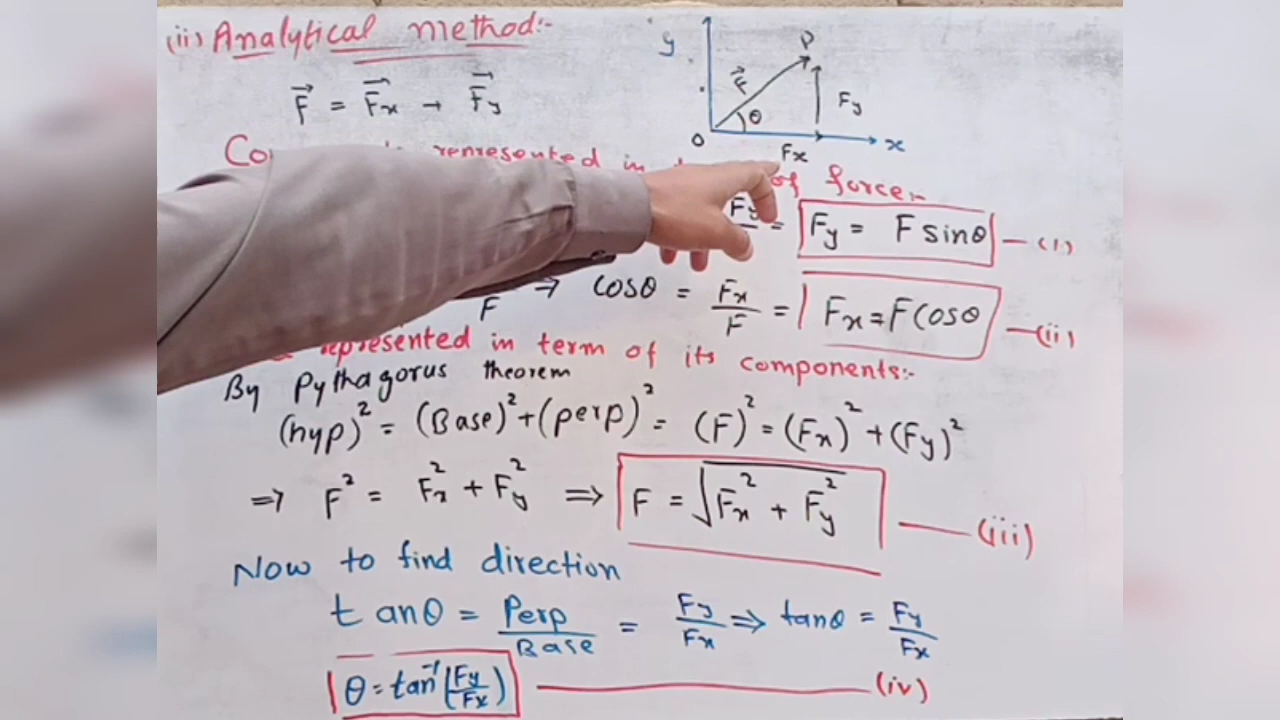 (ii) Analytical method:-
y
P
F⃗
θ
Fy
O
Fx
x
F⃗ = F⃗x + F⃗y
represented in of force:-
Fy = Fy = F sinθ — (i)
F ⇒ cosθ = Fx/F = Fx = F cosθ — (ii)
represented in term of its components:-
By Pythagorus theorem
(hyp)² = (Base)² + (perp)² = (F)² = (Fx)² + (Fy)²
⇒ F² = Fx² + Fy² ⇒ F = √Fx² + Fy² — (iii)
Now to find direction
tanθ = Perp/Base = Fy/Fx ⇒ tanθ = Fy/Fx
θ = tan⁻¹(Fy/Fx) — (iv)